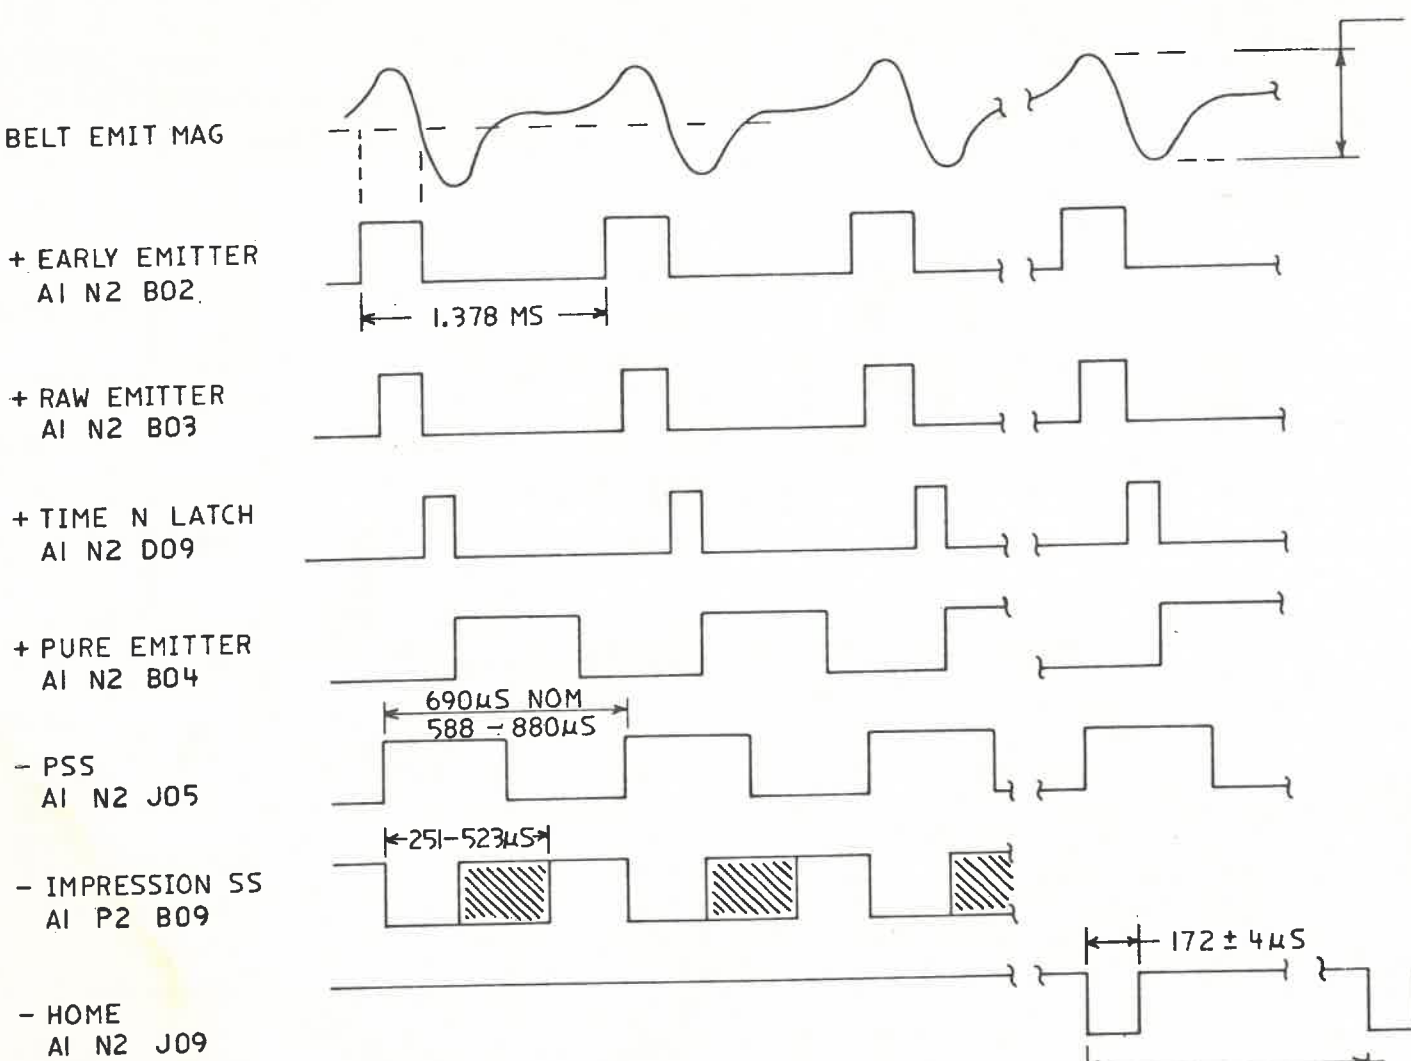 BELT EMIT MAG
+ EARLY EMITTER
A1 N2 B02.
1.378 MS
+ RAW EMITTER
A1 N2 B03
+ TIME N LATCH
A1 N2 D09
+ PURE EMITTER
A1 N2 B04
690µS NOM
588 - 880µS
- PSS
A1 N2 J05
251-523µS
- IMPRESSION SS
A1 P2 B09
172 ± 4µS
- HOME
A1 N2 J09